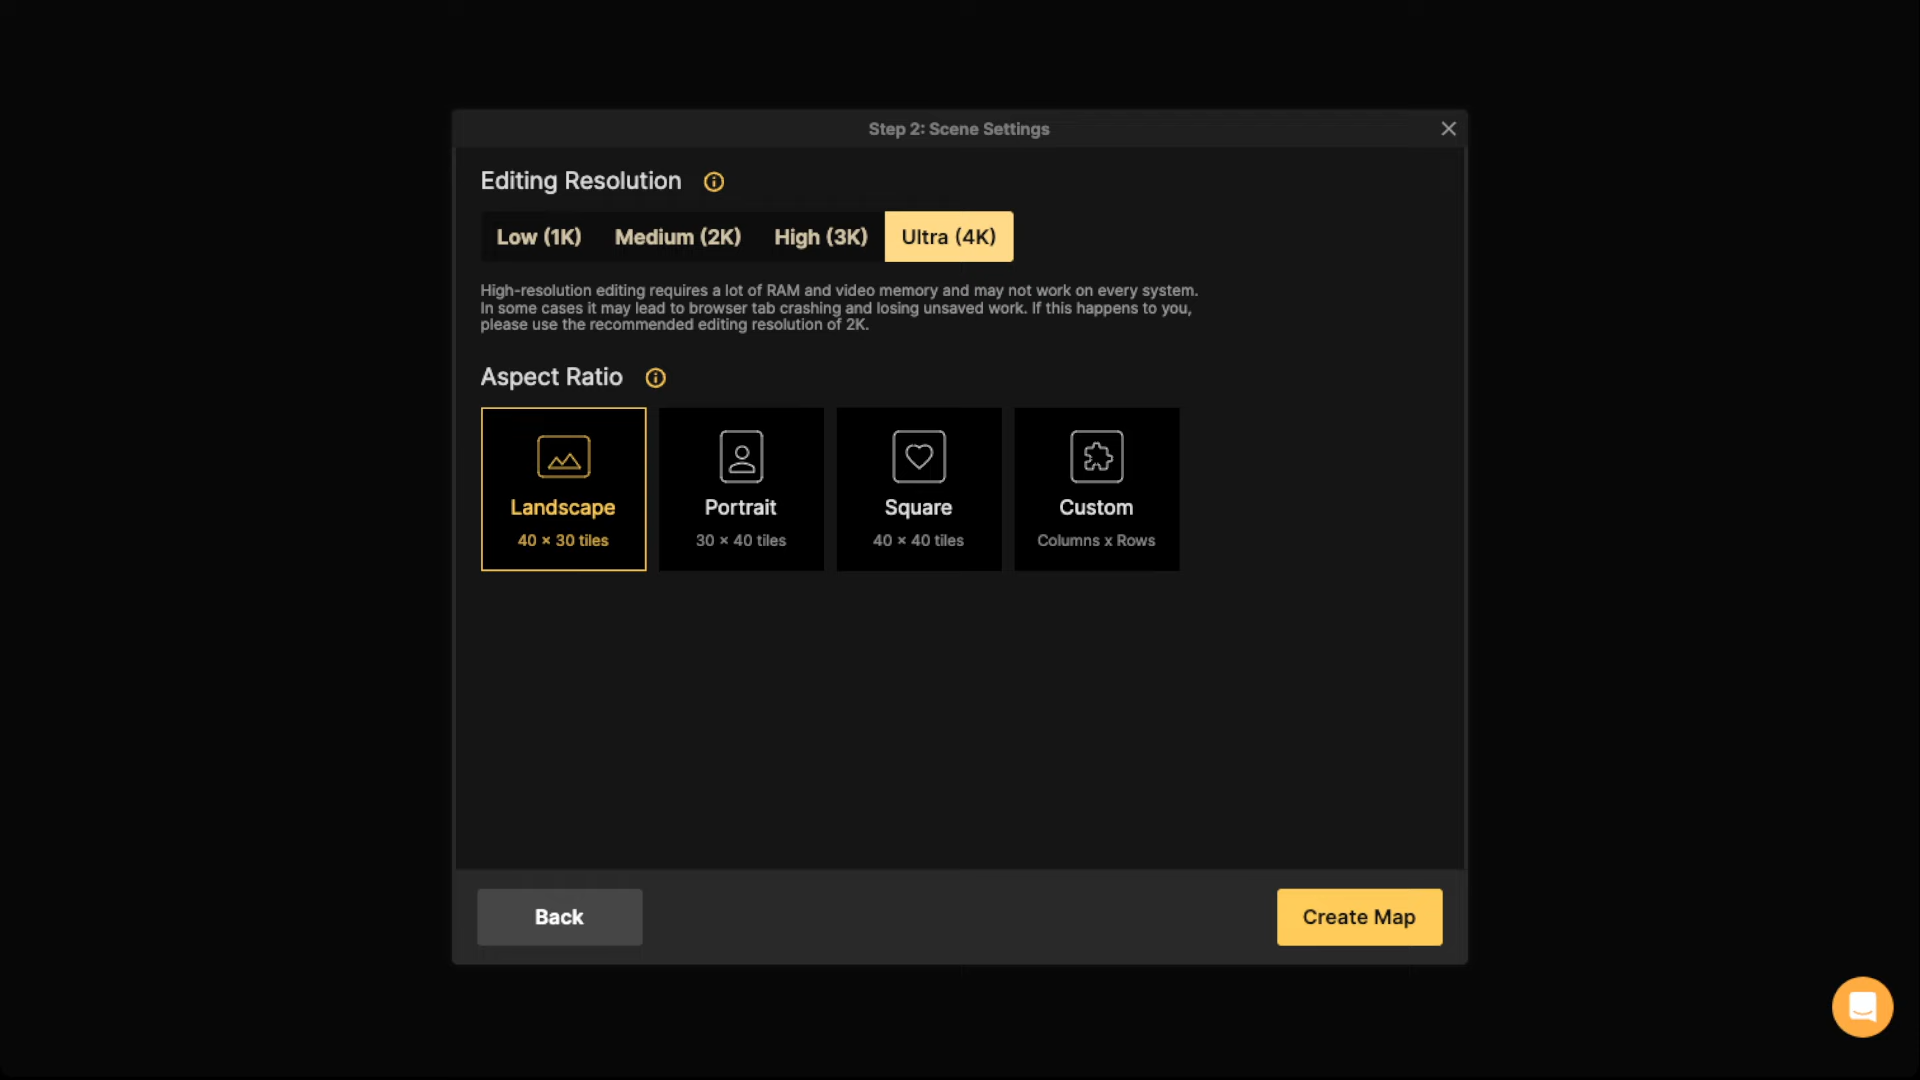 Step 2: Scene Settings
Editing Resolution
Low (1K) Medium (2K) High (3K) Ultra (4K)
High-resolution editing requires a lot of RAM and video memory and may not work on every system.
In some cases it may lead to browser tab crashing and losing unsaved work. If this happens to you,
please use the recommended editing resolution of 2K.
Aspect Ratio
Landscape Portrait Square Custom
40 × 30 tiles 30 × 40 tiles 40 × 40 tiles Columns x Rows
Back Create Map